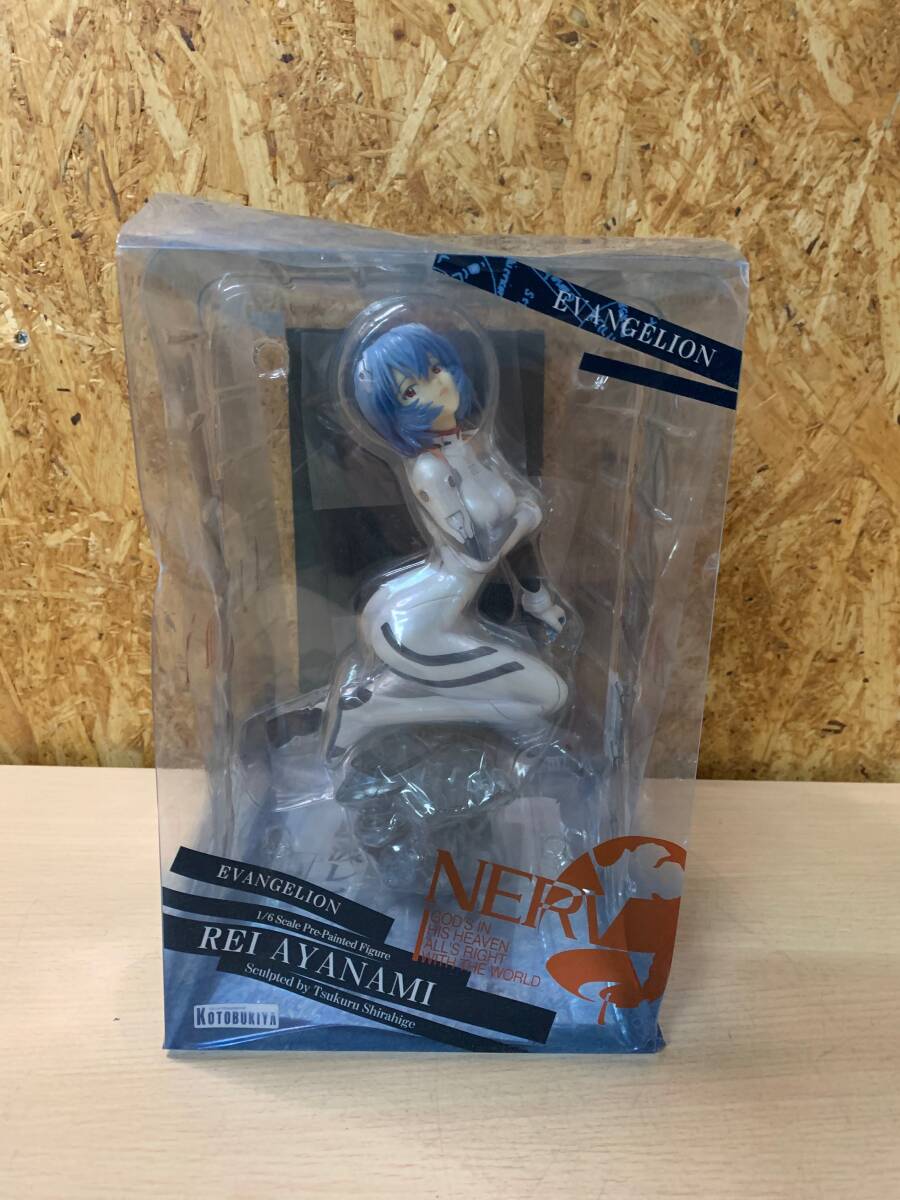 EVANGELION
EVANGELION
1/6 Scale Pre-Painted Figure
REI AYANAMI
Sculpted by Tsukuru Shirahige
KOTOBUKIYA
NERV
GOD'S IN
HIS HEAVEN
ALL'S RIGHT
WITH THE WORLD